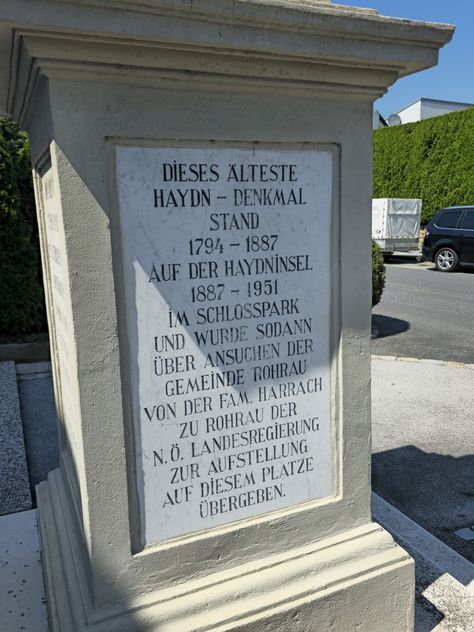 DIESES ÄLTESTE
HAYDN – DENKMAL
STAND
1794 – 1887
AUF DER HAYDNINSEL
1887 – 1951
IM SCHLOSSPARK
UND WURDE SODANN
ÜBER ANSUCHEN DER
GEMEINDE ROHRAU
VON DER FAM. HARRACH
ZU ROHRAU DER
N.Ö. LANDESREGIERUNG
ZUR AUFSTELLUNG
AUF DIESEM PLATZE
ÜBERGEBEN.